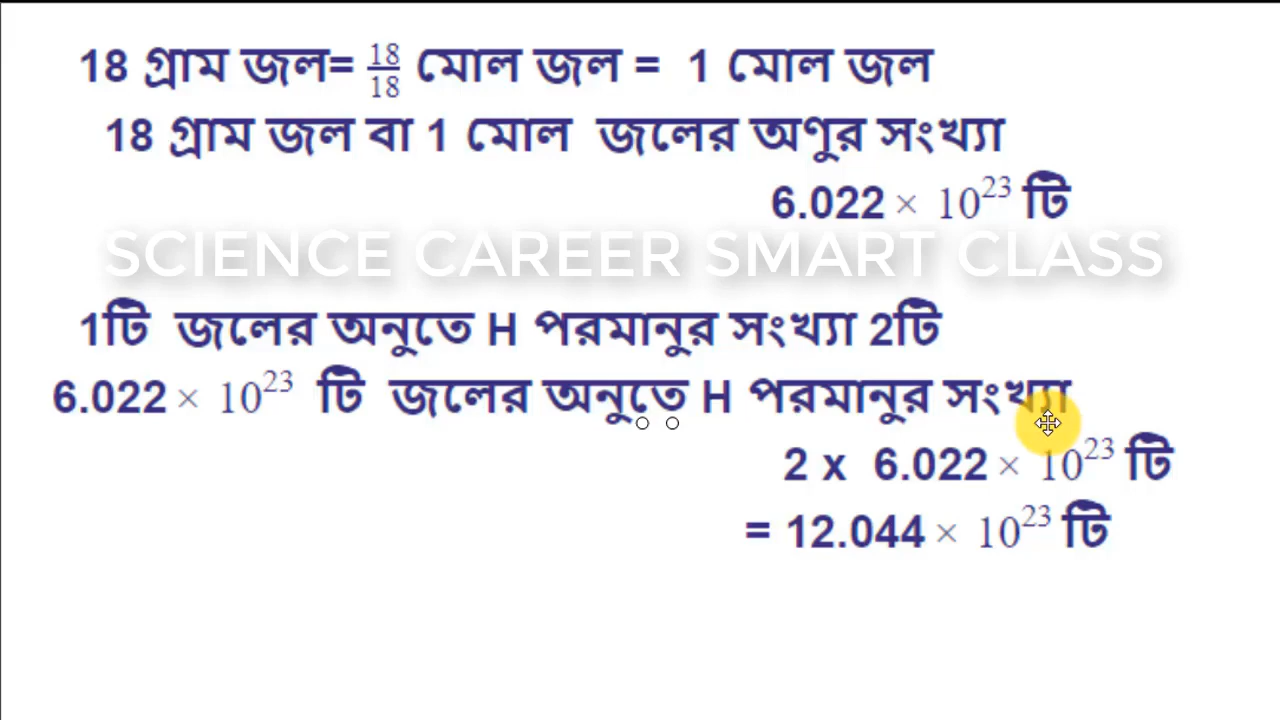 18 গ্রাম জল= 18/18 মোল জল = 1 মোল জল
18 গ্রাম জল বা 1 মোল জলের অণুর সংখ্যা
6.022 × 10²³ টি
SCIENCE CAREER SMART CLASS
1টি জলের অনুতে H পরমানুর সংখ্যা 2টি
6.022 × 10²³ টি জলের অনুতে H পরমানুর সংখ্যা
2 x 6.022 × 10²³ টি
= 12.044 × 10²³ টি